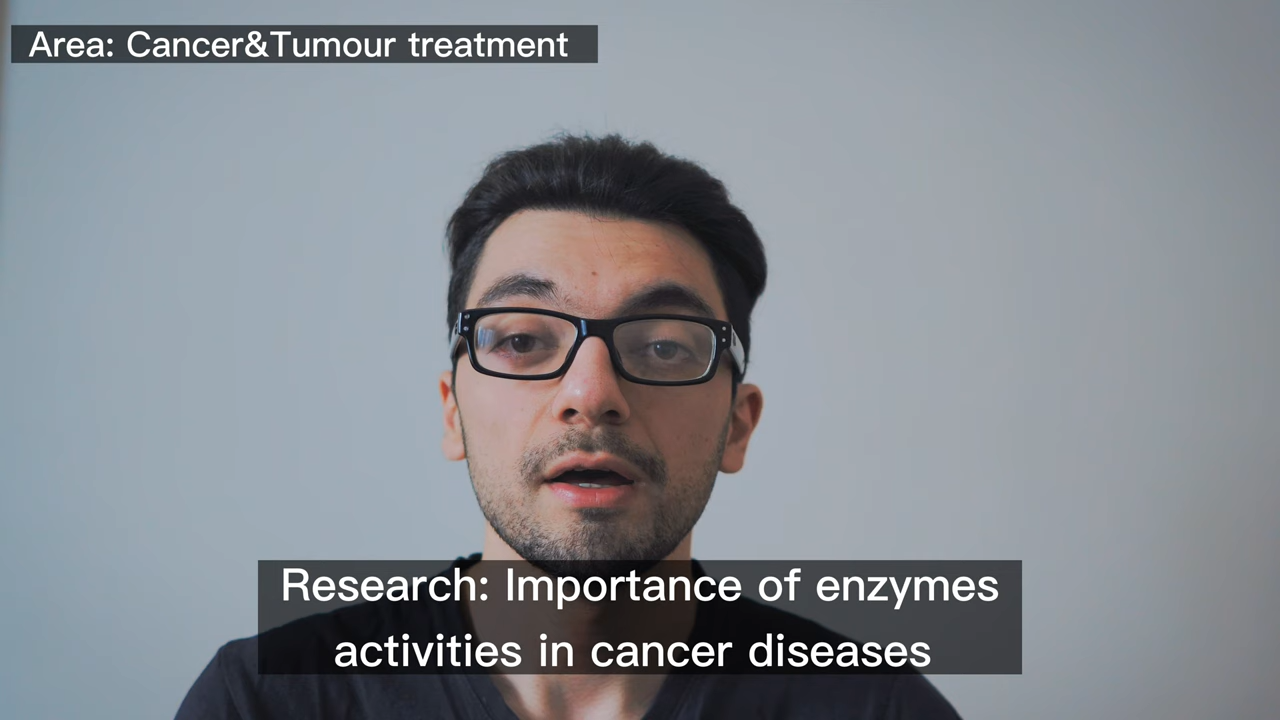 Area: Cancer&Tumour treatment
Research: Importance of enzymes
activities in cancer diseases